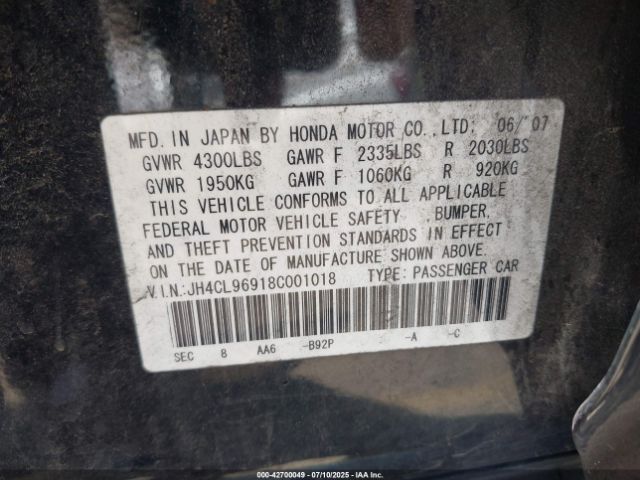 MFD. IN JAPAN BY HONDA MOTOR CO.,LTD. 06/ '07
GVWR 4300LBS GAWR F 2335LBS R 2030LBS
GVWR 1950KG GAWR F 1060KG R 920KG
THIS VEHICLE CONFORMS TO ALL APPLICABLE
FEDERAL MOTOR VEHICLE SAFETY, BUMPER,
AND THEFT PREVENTION STANDARDS IN EFFECT
ON THE DATE OF MANUFACTURE SHOWN ABOVE.
V.I.N.:JH4CL96918C001018 TYPE: PASSENGER CAR
SEC 8 AA6 -B92P -A -C
000-42700049 - 07/10/2025 - IAAI.COM